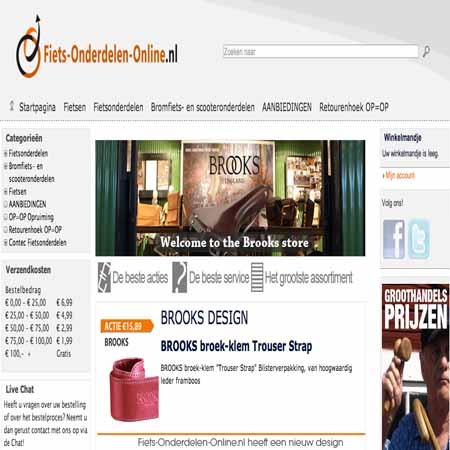 Fiets-Onderdelen-Online.nl
Zoeken naar
Startpagina Fietsen Fietsonderdelen Bromfiets- en scooteronderdelen AANBIEDINGEN Retourenhoek OP=OP
Categorieën
Fietsonderdelen
Bromfiets- en
scooteronderdelen
Fietsen
AANBIEDINGEN
OP=OP Opruiming
Retourenhoek OP=OP
Contec Fietsonderdelen
Verzendkosten
Bestelbedrag
€ 0,00 - € 25,00 € 6,99
€ 25,00 - € 50,00 € 4,99
€ 50,00 - € 75,00 € 2,99
€ 75,00 - € 100,00 € 1,99
€ 100,- + Gratis
Live Chat
Heeft u vragen over uw bestelling
of over het bestelproces? Neemt u
dan gerust contact met ons op via
de Chat!
BROOKS
ENGLAND
Welcome to the Brooks store
De beste acties De beste service Het grootste assortiment
ACTIE €15,89
BROOKS
BROOKS DESIGN
BROOKS broek-klem Trouser Strap
BROOKS broek-klem "Trouser Strap" Blisterverpakking, van hoogwaardig
leder framboos
Fiets-Onderdelen-Online.nl heeft een nieuw design
Winkelmandje
Uw winkelmandje is leeg.
Mijn account
Volg ons!
GROOTHANDELS
PRIJZEN